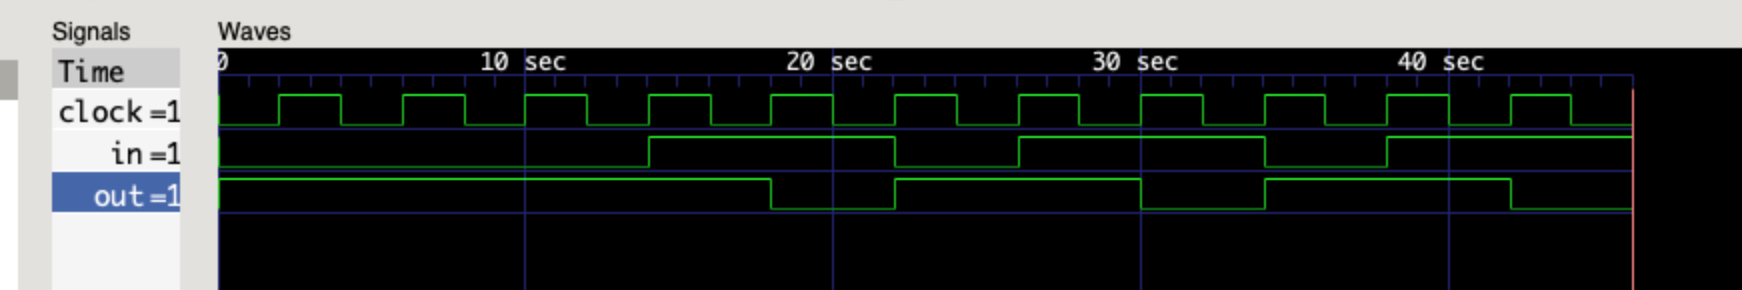 Signals
Waves
Time
0 10 sec 20 sec 30 sec 40 sec
clock =1
in =1
out =1